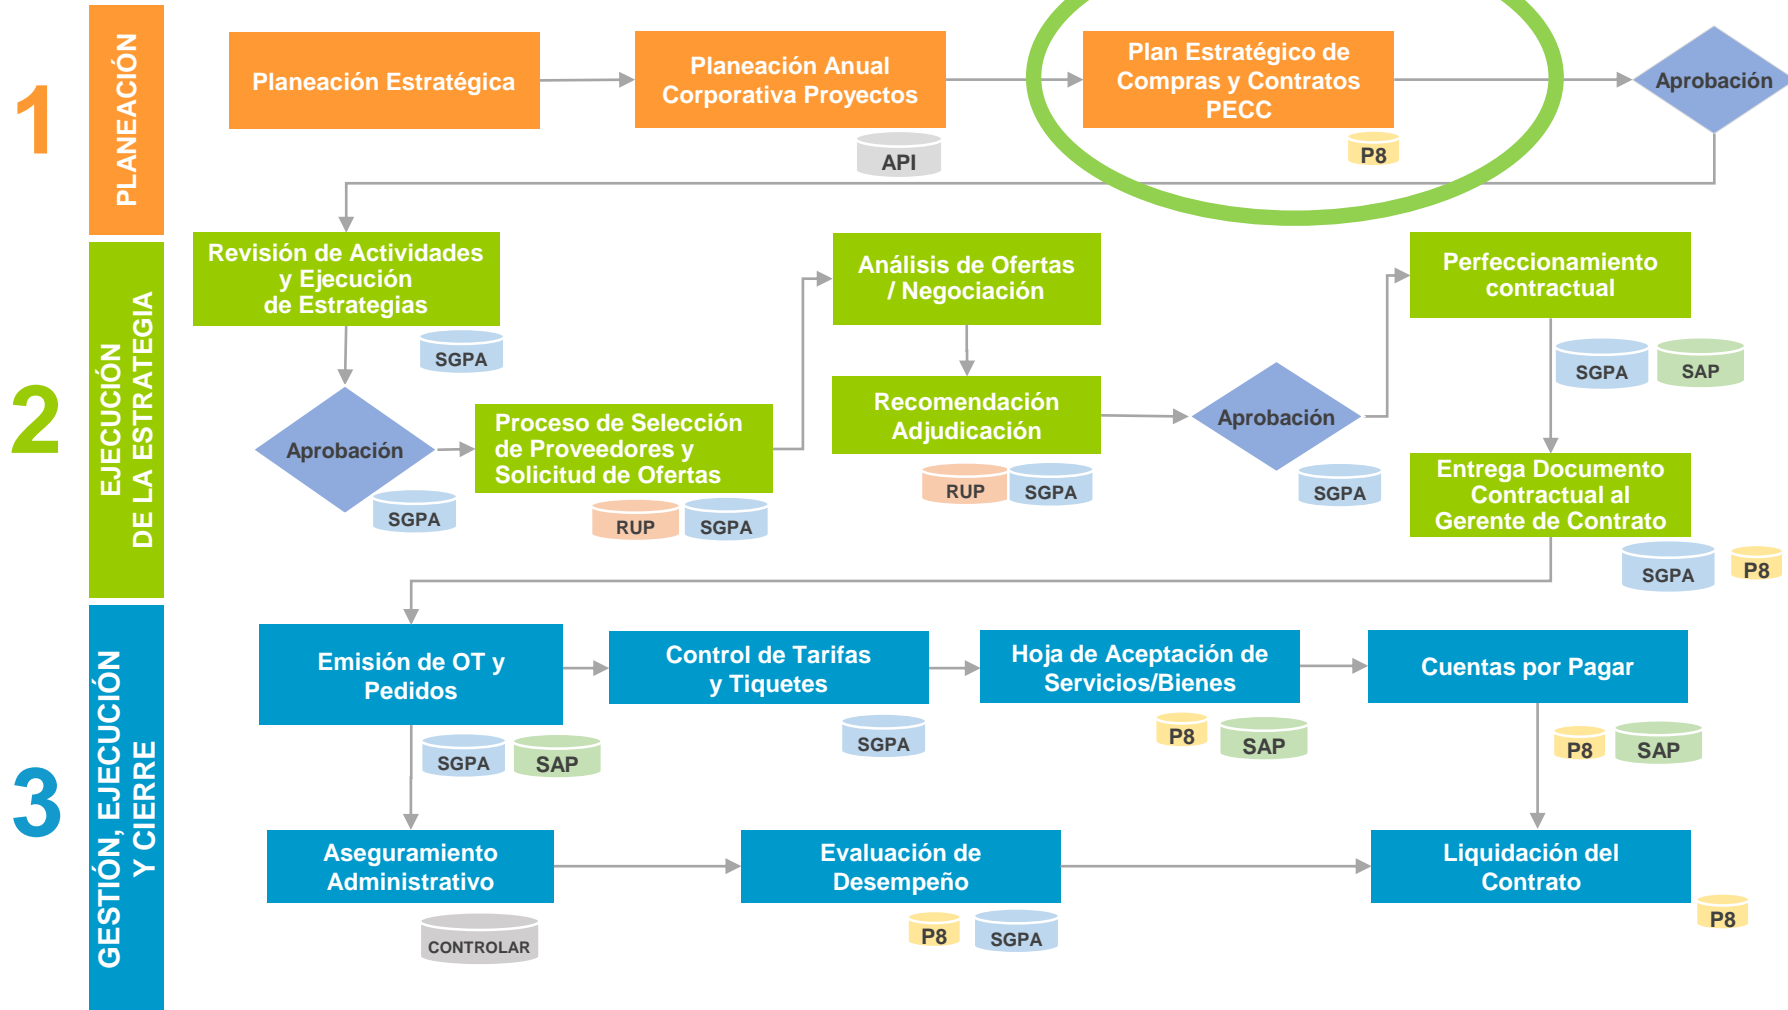 1
PLANEACIÓN
Planeación Estratégica
Planeación Anual
Corporativa Proyectos
API
Plan Estratégico de
Compras y Contratos
PECC
P8
Aprobación
2
EJECUCIÓN
DE LA ESTRATEGIA
Revisión de Actividades
y Ejecución
de Estrategias
SGPA
Aprobación
SGPA
Proceso de Selección
de Proveedores y
Solicitud de Ofertas
RUP
SGPA
Análisis de Ofertas
/ Negociación
Recomendación
Adjudicación
RUP
SGPA
Aprobación
SGPA
Perfeccionamiento
contractual
SGPA
SAP
Entrega Documento
Contractual al
Gerente de Contrato
SGPA
P8
3
GESTIÓN, EJECUCIÓN
Y CIERRE
Emisión de OT y
Pedidos
SGPA
SAP
Control de Tarifas
y Tiquetes
SGPA
Hoja de Aceptación de
Servicios/Bienes
P8
SAP
Cuentas por Pagar
P8
SAP
Aseguramiento
Administrativo
CONTROLAR
Evaluación de
Desempeño
P8
SGPA
Liquidación del
Contrato
P8